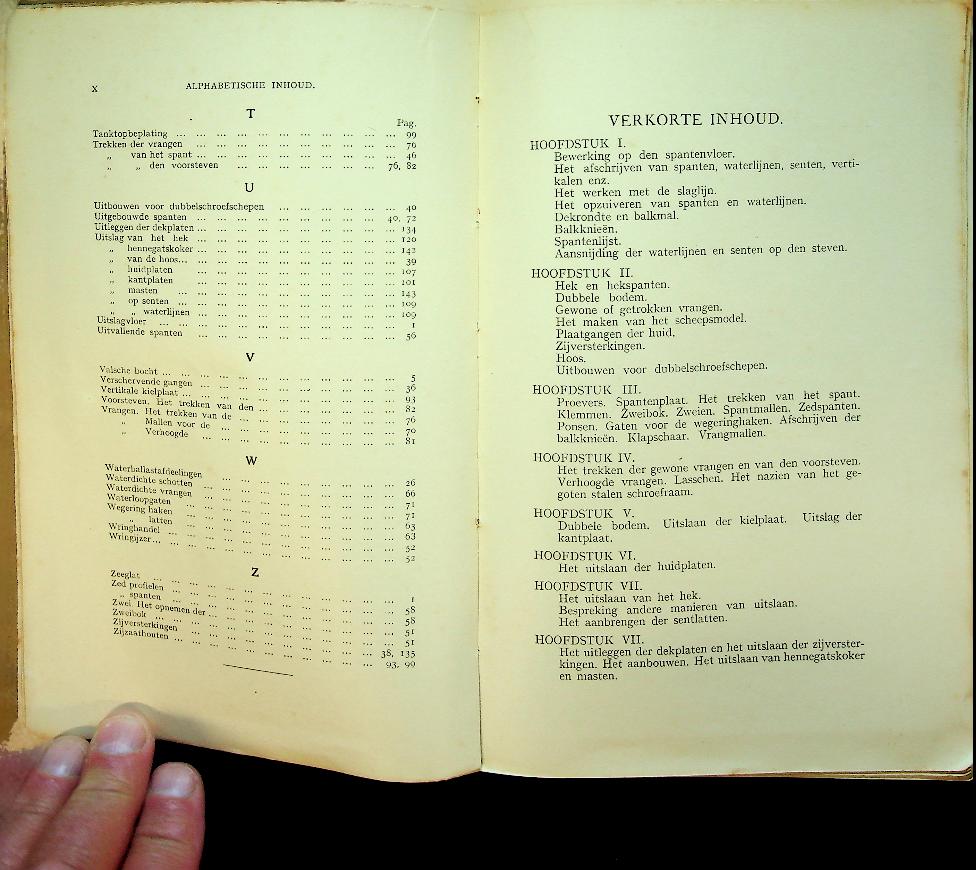 X
ALPHABETISCHE INHOUD.
T
Pag.
Tanktopbeplating ... ... ... ... ... ... ... ... ... ... ... 99
Trekken der vrangen ... ... ... ... ... ... ... ... ... ... 76
„ van het spant ... ... ... ... ... ... ... ... ... ... 46
„ „ den voorsteven ... ... ... ... ... ... ... 76, 82
U
Uitbouwen voor dubbelschroefschepen ... ... ... ... ... ... 40
Uitgebouwde spanten ... ... ... ... ... ... ... ... ... 40, 72
Uitleggen der dekplaten ... ... ... ... ... ... ... ... ... 134
Uitslag van het hek ... ... ... ... ... ... ... ... ... 120
„ hennegatskoker ... ... ... ... ... ... ... ... ... 142
„ van de hoos... ... ... ... ... ... ... ... ... ... 39
„ huidplaten ... ... ... ... ... ... ... ... ... 107
„ kantplaten ... ... ... ... ... ... ... ... ... 101
„ masten ... ... ... ... ... ... ... ... ... 143
„ op senten ... ... ... ... ... ... ... ... ... 109
„ „ waterlijnen ... ... ... ... ... ... ... ... 109
Uitslagvloer ... ... ... ... ... ... ... ... ... ... 1
Uitvallende spanten ... ... ... ... ... ... ... ... ... 56
V
Valsche bocht ... ... ... ... ... ... ... ... ... ... 5
Verschervende gangen ... ... ... ... ... ... ... ... ... 36
Vertikale kielplaat ... ... ... ... ... ... ... ... ... 93
Voorsteven. Het trekken van den ... ... ... ... ... ... 82
Vrangen. Het trekken van de ... ... ... ... ... ... ... 76
„ Mallen voor de ... ... ... ... ... ... ... ... 70
„ Verhoogde ... ... ... ... ... ... ... ... ... 81
W
Waterballastafdeelingen ... ... ... ... ... ... ... ... 26
Waterdichte schotten ... ... ... ... ... ... ... ... ... 66
Waterdichte vrangen ... ... ... ... ... ... ... ... ... 71
Waterloopgaten ... ... ... ... ... ... ... ... ... 71
Wegering haken ... ... ... ... ... ... ... ... ... 63
„ latten ... ... ... ... ... ... ... ... ... 63
Wringhandel ... ... ... ... ... ... ... ... ... 52
Wringijzer... ... ... ... ... ... ... ... ... ... 52
Z
Zeeglat ... ... ... ... ... ... ... ... ... ... 1
Zed profielen ... ... ... ... ... ... ... ... ... 58
„ spanten ... ... ... ... ... ... ... ... ... 58
Zwei. Het opnemen der ... ... ... ... ... ... ... ... 51
Zweibok ... ... ... ... ... ... ... ... ... ... 51
Zijversterkingen ... ... ... ... ... ... ... ... 38, 135
Zijzaathouten ... ... ... ... ... ... ... ... ... 93, 99
VERKORTE INHOUD.
HOOFDSTUK I.
Bewerking op den spantenvloer.
Het afschrijven van spanten, waterlijnen, senten, verti-
kalen enz.
Het werken met de slaglijn.
Het opzuiveren van spanten en waterlijnen.
Dekrondte en balkmal.
Balkknieën.
Spantenlijst.
Aansnijding der waterlijnen en senten op den steven.
HOOFDSTUK II.
Hek en hekspanten.
Dubbele bodem.
Gewone of getrokken vrangen.
Het maken van het scheepsmodel.
Plaatgangen der huid.
Zijversterkingen.
Hoos.
Uitbouwen voor dubbelschroefschepen.
HOOFDSTUK III.
Proevers. Spantenplaat. Het trekken van het spant.
Klemmen. Zweibok. Zweien. Spantmallen. Zedspanten.
Ponsen. Gaten voor de wegeringhaken. Afschrijven der
balkknieën. Klapschaar. Vrangmallen.
HOOFDSTUK IV.
Het trekken der gewone vrangen en van den voorsteven.
Verhoogde vrangen. Lasschen. Het nazien van het ge-
goten stalen schroefraam.
HOOFDSTUK V.
Dubbele bodem. Uitslaan der kielplaat. Uitslag der
kantplaat.
HOOFDSTUK VI.
Het uitslaan der huidplaten.
HOOFDSTUK VII.
Het uitslaan van het hek.
Bespreking andere manieren van uitslaan.
Het aanbrengen der sentlatten.
HOOFDSTUK VII.
Het uitleggen der dekplaten en het uitslaan der zijverster-
kingen. Het aanbouwen. Het uitslaan van hennegatskoker
en masten.